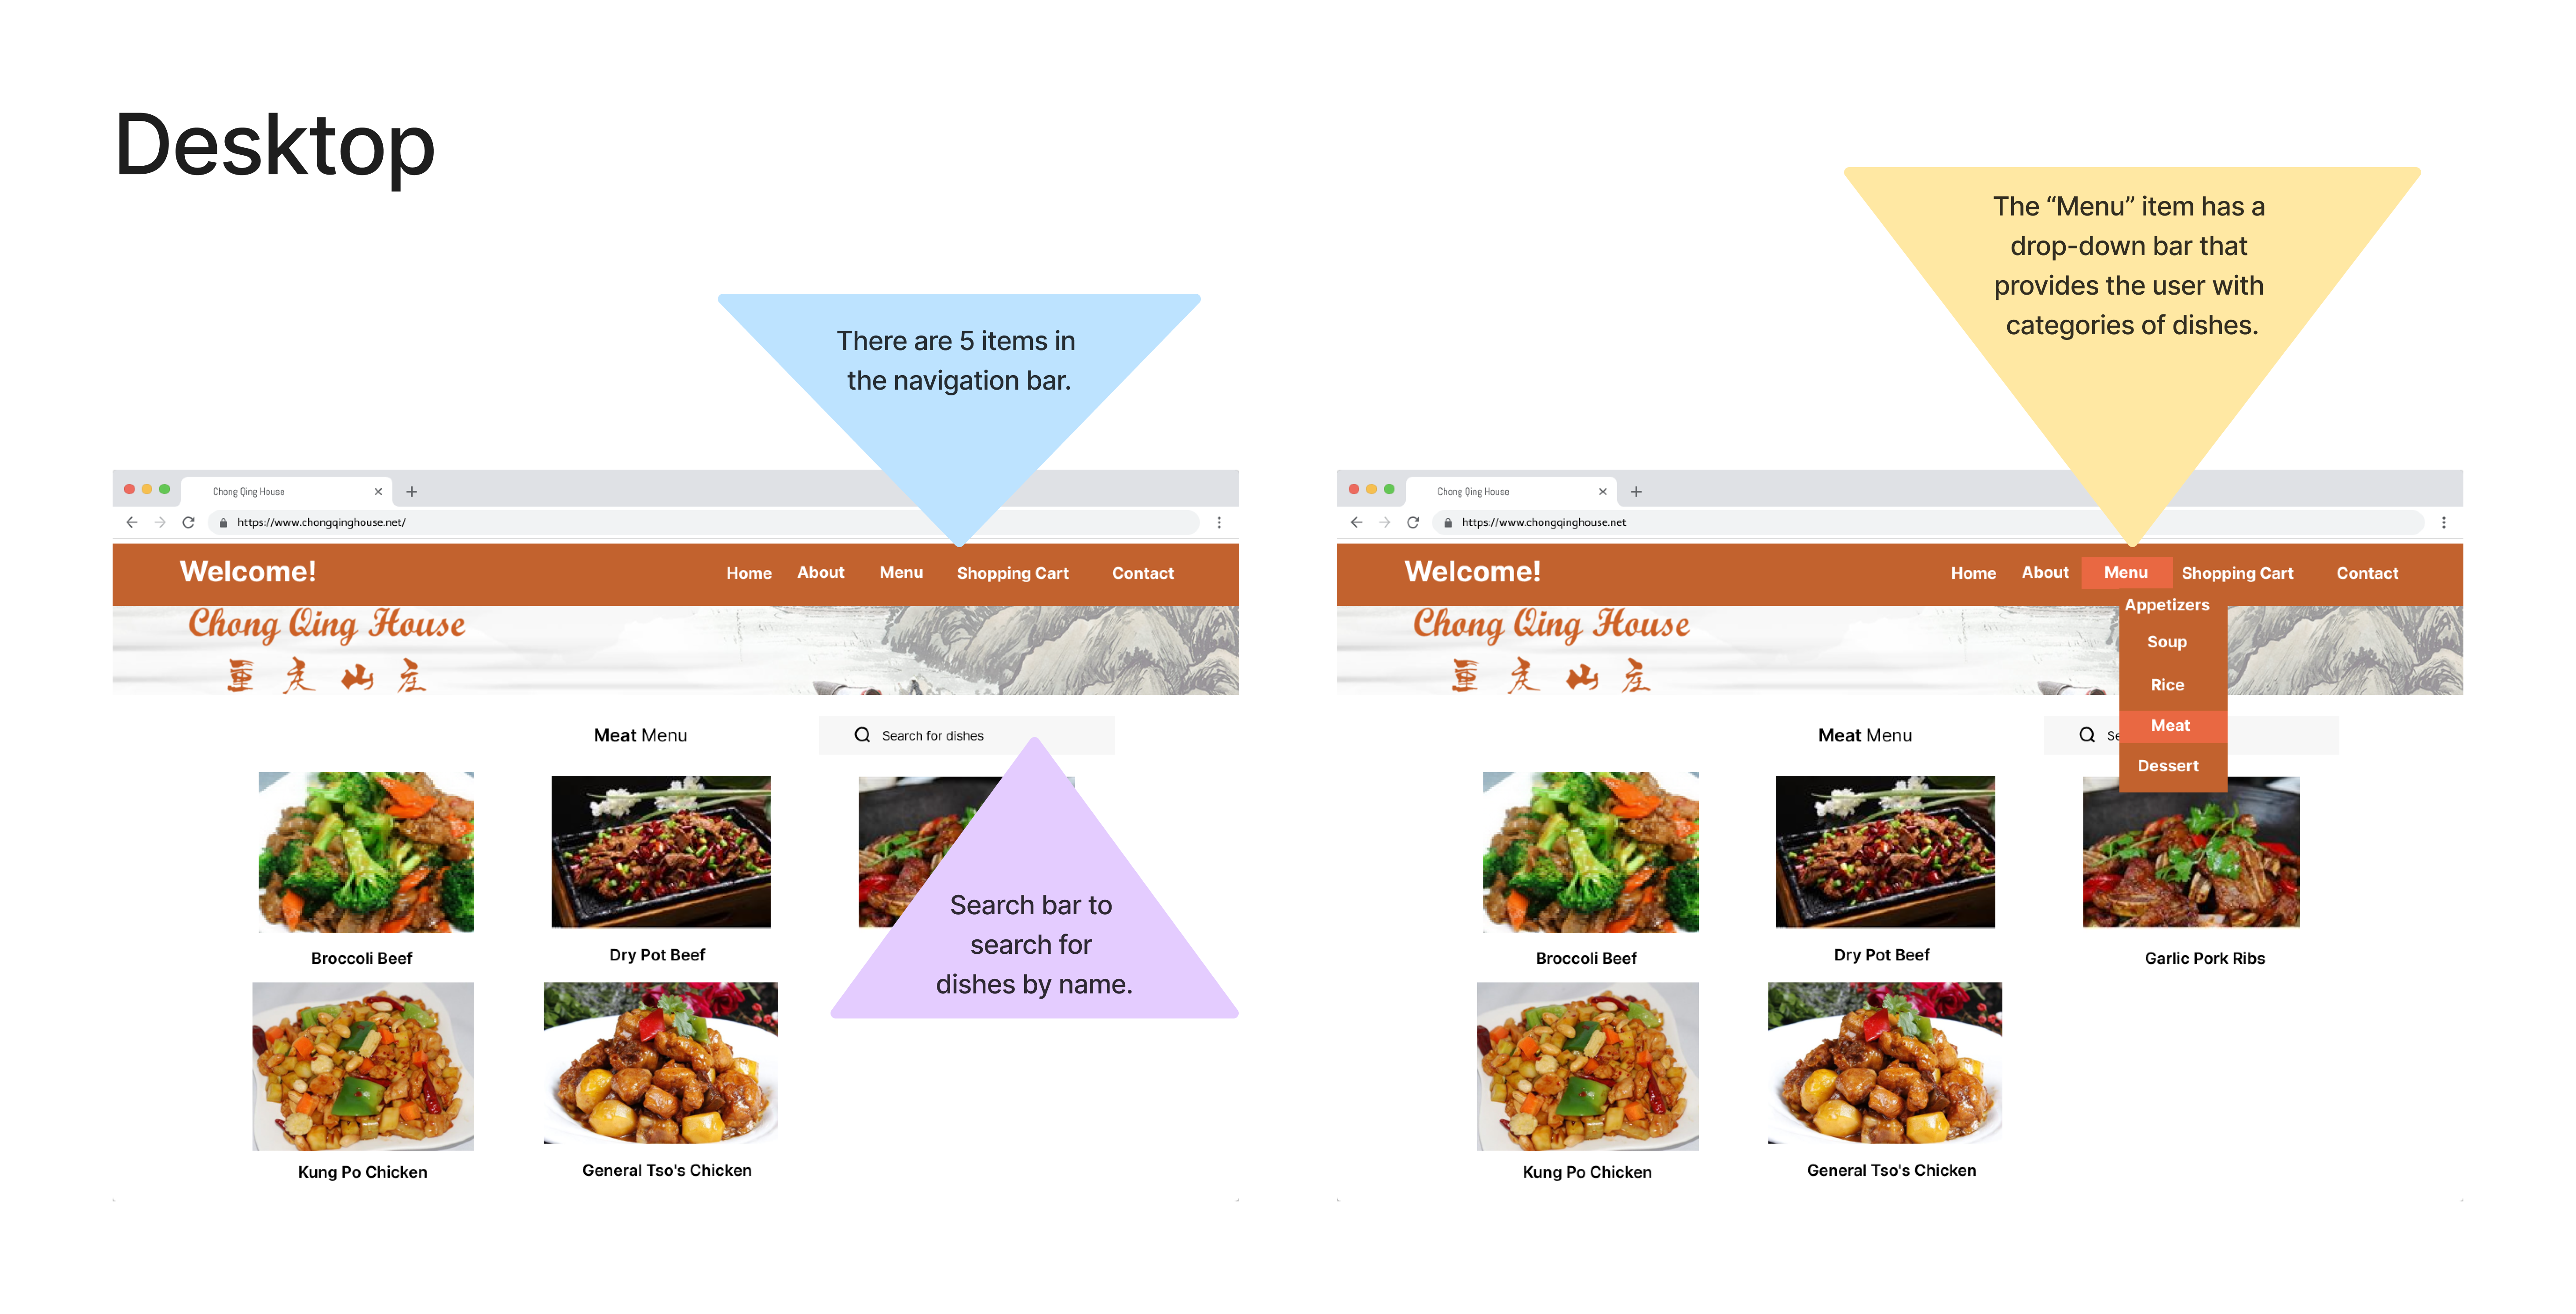 Desktop
There are 5 items in
the navigation bar.
The “Menu” item has a
drop-down bar that
provides the user with
categories of dishes.
Chong Qing House
https://www.chongqinghouse.net/
Welcome!
Home About Menu Shopping Cart Contact
Chong Qing House
重庆山庄
Meat Menu
Search for dishes
Search bar to
search for
dishes by name.
Broccoli Beef
Dry Pot Beef
Kung Po Chicken
General Tso's Chicken
Chong Qing House
https://www.chongqinghouse.net
Welcome!
Home About Menu Shopping Cart Contact
Appetizers
Soup
Rice
Meat
Dessert
Chong Qing House
重庆山庄
Meat Menu
Se
Broccoli Beef
Dry Pot Beef
Garlic Pork Ribs
Kung Po Chicken
General Tso's Chicken